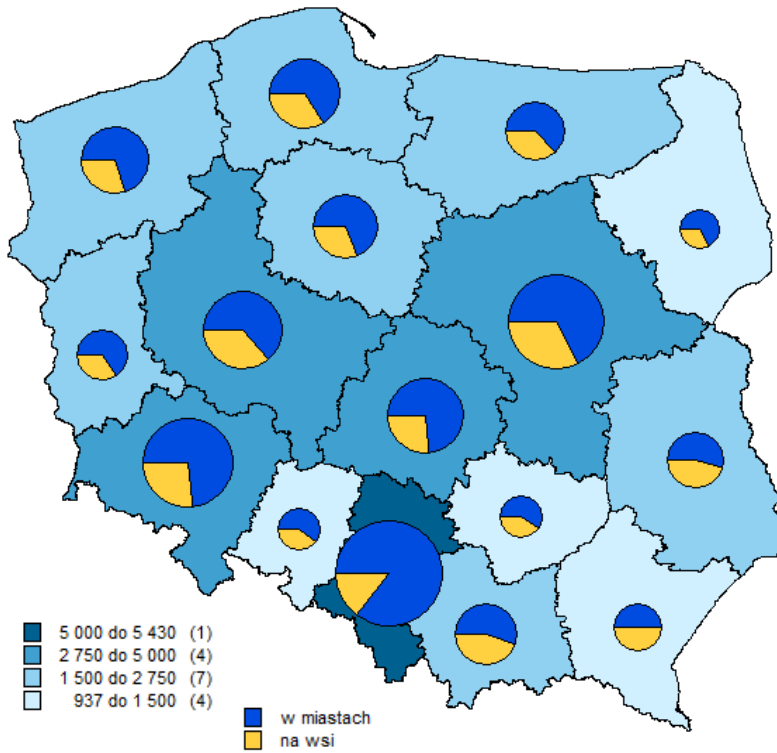 5 000 do 5 430 (1)
2 750 do 5 000 (4)
1 500 do 2 750 (7)
937 do 1 500 (4)
w miastach
na wsi